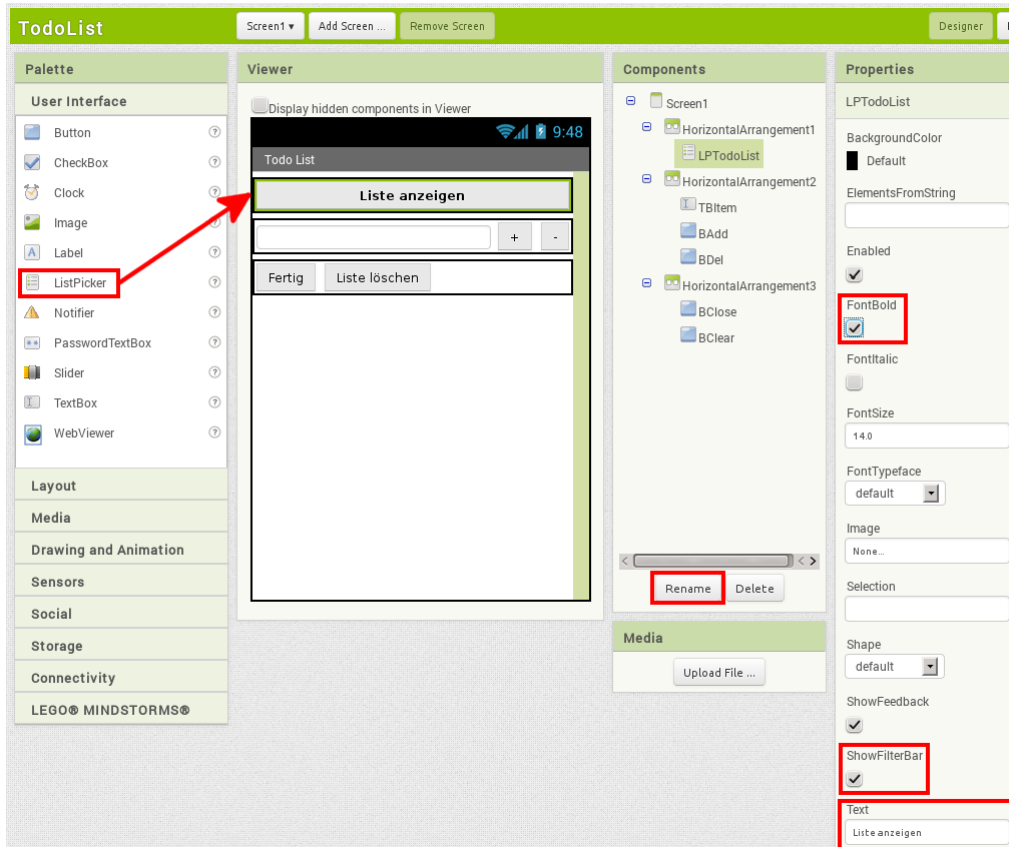 TodoList
Screen1 ▾
Add Screen ...
Remove Screen
Designer
Palette
User Interface
Button
CheckBox
Clock
Image
Label
ListPicker
Notifier
PasswordTextBox
Slider
TextBox
WebViewer
Layout
Media
Drawing and Animation
Sensors
Social
Storage
Connectivity
LEGO® MINDSTORMS®
Viewer
Display hidden components in Viewer
9:48
Todo List
Liste anzeigen
+ -
Fertig Liste löschen
Components
Screen1
HorizontalArrangement1
LPTodoList
HorizontalArrangement2
TBItem
BAdd
BDel
HorizontalArrangement3
BClose
BClear
Rename Delete
Media
Upload File ...
Properties
LPTodoList
BackgroundColor
Default
ElementsFromString
Enabled
FontBold
FontItalic
FontSize
14.0
FontTypeface
default
Image
None...
Selection
Shape
default
ShowFeedback
ShowFilterBar
Text
Liste anzeigen